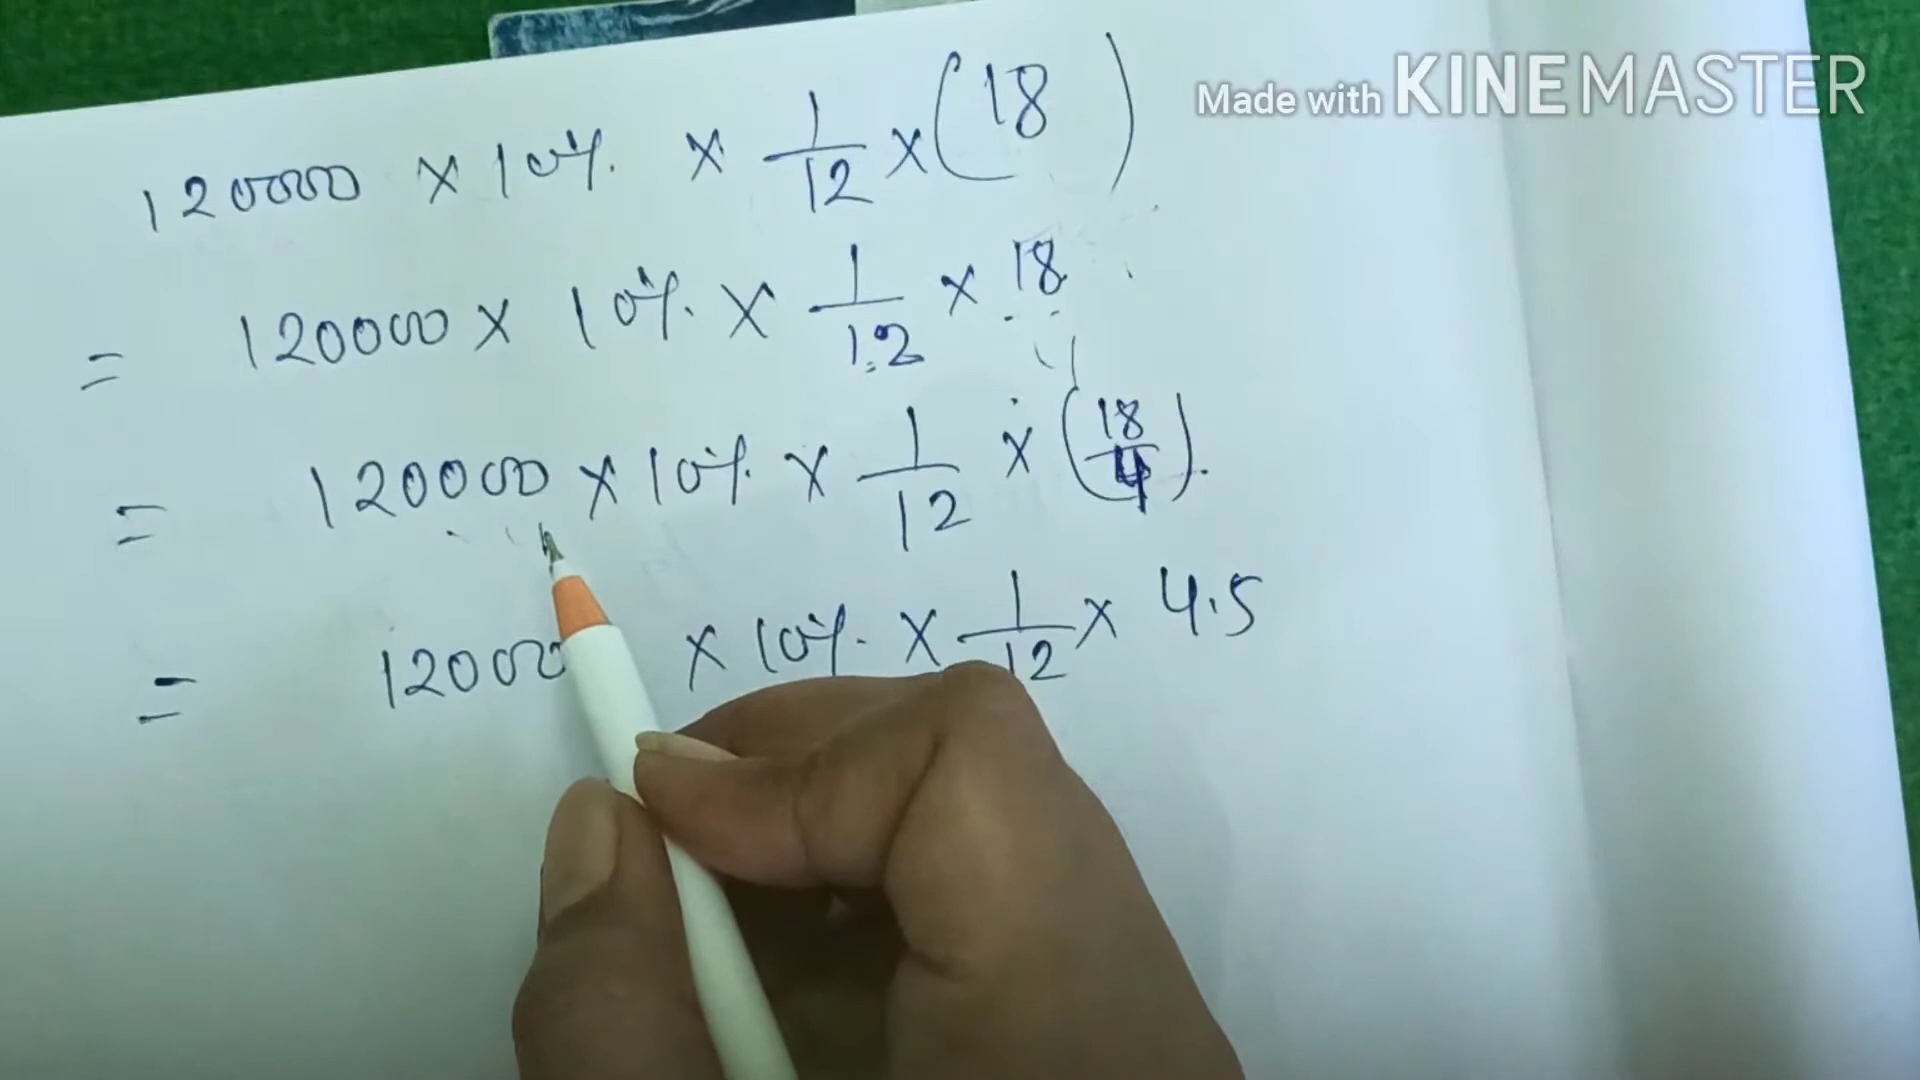 Made with KINEMASTER
120000 × 10% × 1/12 × (18 )
= 120000 × 10% × 1/12 × 18
= 120000 × 10% × 1/12 × (18/4).
= 12000 × 10% × 1/12 × 4.5